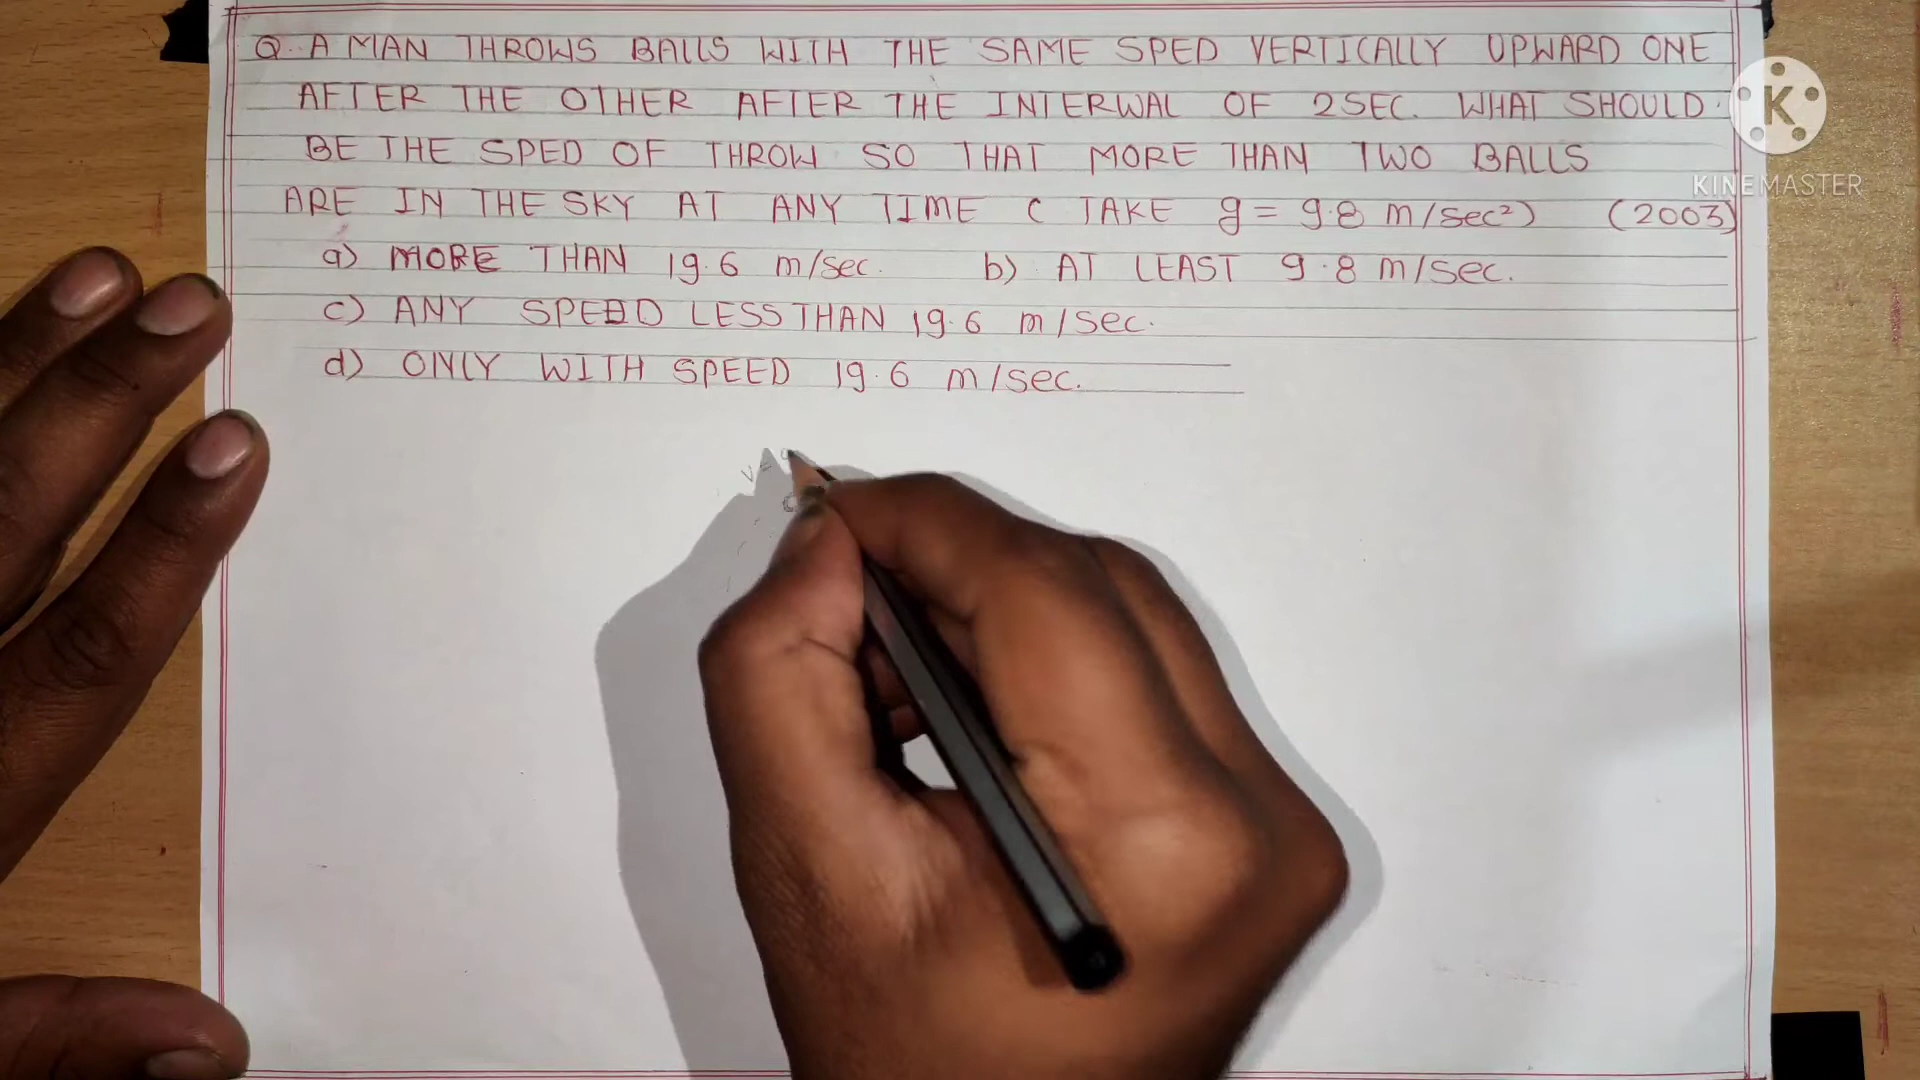 Q. A MAN THROWS BALLS WITH THE SAME SPED VERTICALLY UPWARD ONE
AFTER THE OTHER AFTER THE INTERWAL OF 2SEC. WHAT SHOULD
BE THE SPED OF THROW SO THAT MORE THAN TWO BALLS
ARE IN THE SKY AT ANY TIME ( TAKE g = 9.8 m/sec²) (2003)
a) MORE THAN 19.6 m/sec. b) AT LEAST 9.8 m/sec.
c) ANY SPEED LESS THAN 19.6 m/sec.
d) ONLY WITH SPEED 19.6 m/sec.
V=
K
KINEMASTER